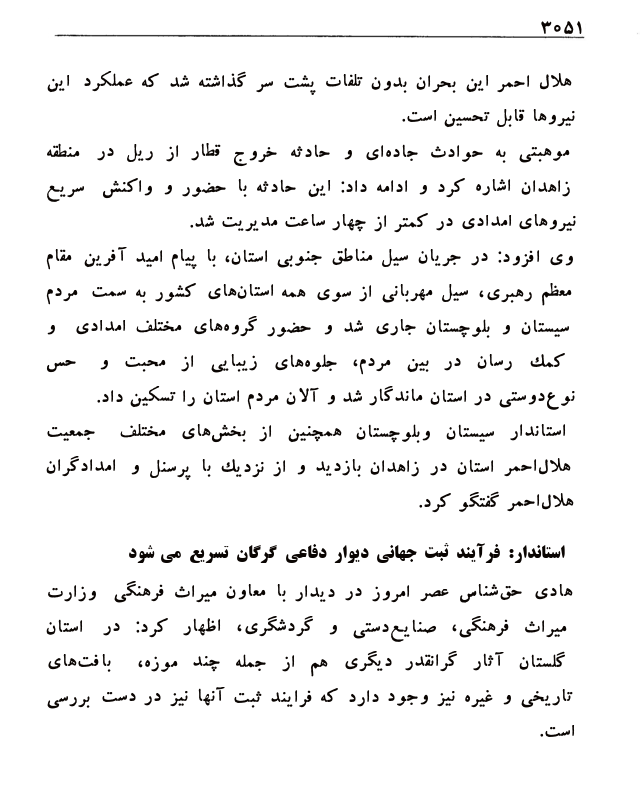 ۳۰۵۱
هلال احمر این بحران بدون تلفات پشت سر گذاشته شد که عملکرد این
نیروها قابل تحسین است.
موهبتی به حوادث جاده‌ای و حادثه خروج قطار از ریل در منطقه
زاهدان اشاره کرد و ادامه داد: این حادثه با حضور و واکنش سریع
نیروهای امدادی در کمتر از چهار ساعت مدیریت شد.
وی افزود: در جریان سیل مناطق جنوبی استان، با پیام امید آفرین مقام
معظم رهبری، سیل مهربانی از سوی همه استان‌های کشور به سمت مردم
سیستان و بلوچستان جاری شد و حضور گروه‌های مختلف امدادی و
کمك رسان در بین مردم، جلوه‌های زیبایی از محبت و حس
نوع‌دوستی در استان ماندگار شد و آلان مردم استان را تسکین داد.
استاندار سیستان وبلوچستان همچنین از بخش‌های مختلف جمعیت
هلال‌احمر استان در زاهدان بازدید و از نزدیك با پرسنل و امدادگران
هلال‌احمر گفتگو کرد.
استاندار: فرآیند ثبت جهانی دیوار دفاعی گرگان تسریع می شود
هادی حق‌شناس عصر امروز در دیدار با معاون میراث فرهنگی وزارت
میراث فرهنگی، صنایع‌دستی و گردشگری، اظهار کرد: در استان
گلستان آثار گرانقدر دیگری هم از جمله چند موزه، بافت‌های
تاریخی و غیره نیز وجود دارد که فرایند ثبت آنها نیز در دست بررسی
است.